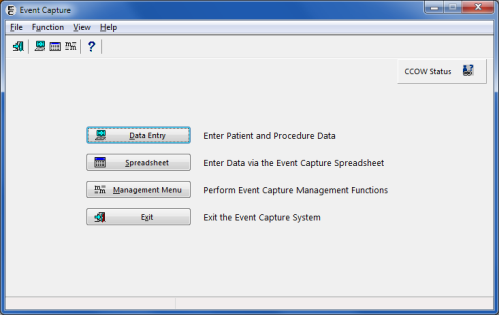 Event Capture
File Function View Help
?
CCOW Status
Data Entry Enter Patient and Procedure Data
Spreadsheet Enter Data via the Event Capture Spreadsheet
Management Menu Perform Event Capture Management Functions
Exit Exit the Event Capture System